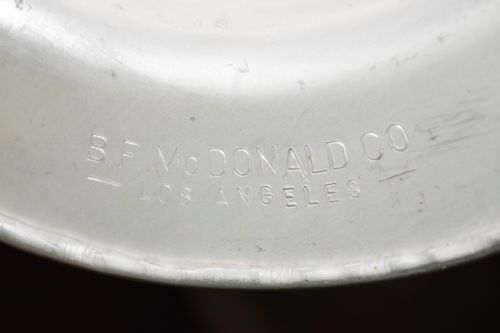 B.F. McDONALD CO
LOS ANGELES